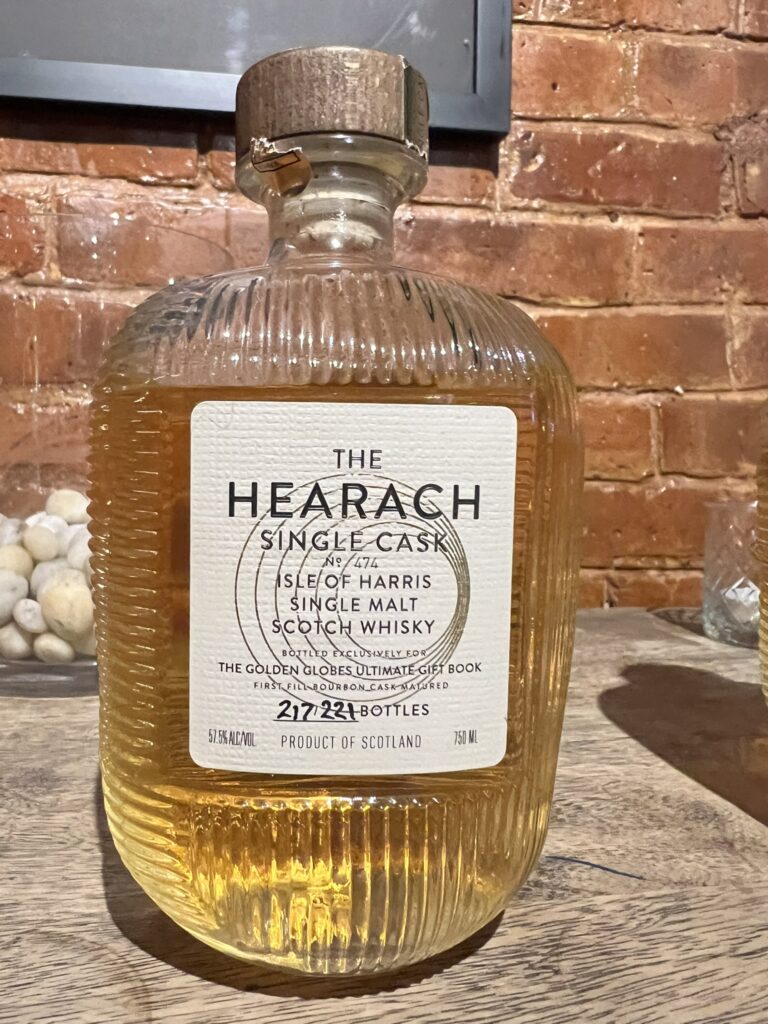 THE
HEARACH
SINGLE CASK
Nº 474
ISLE OF HARRIS
SINGLE MALT
SCOTCH WHISKY
BOTTLED EXCLUSIVELY FOR
THE GOLDEN GLOBES ULTIMATE GIFT BOOK
FIRST FILL BOURBON CASK MATURED
217/221 BOTTLES
57.5% ALC/VOL PRODUCT OF SCOTLAND 750 ML